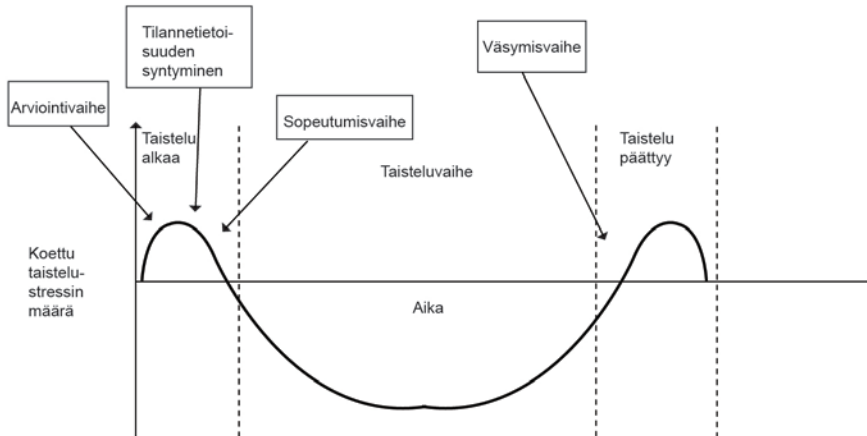 Tilannetietoi-
suuden
syntyminen
Väsymisvaihe
Arviointivaihe
Taistelu
alkaa
Sopeutumisvaihe
Taisteluvaihe
Taistelu
päättyy
Koettu
taistelu-
stressin
määrä
Aika